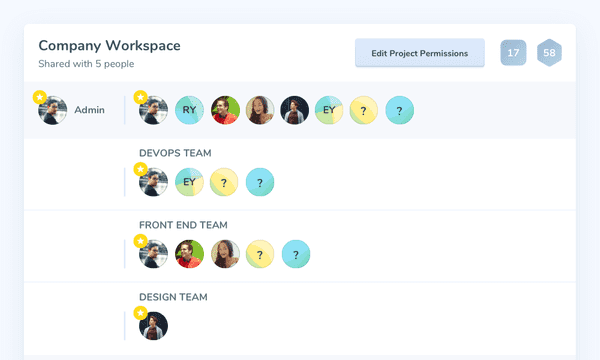 Company Workspace
Shared with 5 people
Edit Project Permissions
17
58
Admin
RY
EY
?
?
DEVOPS TEAM
EY
?
?
FRONT END TEAM
?
?
DESIGN TEAM